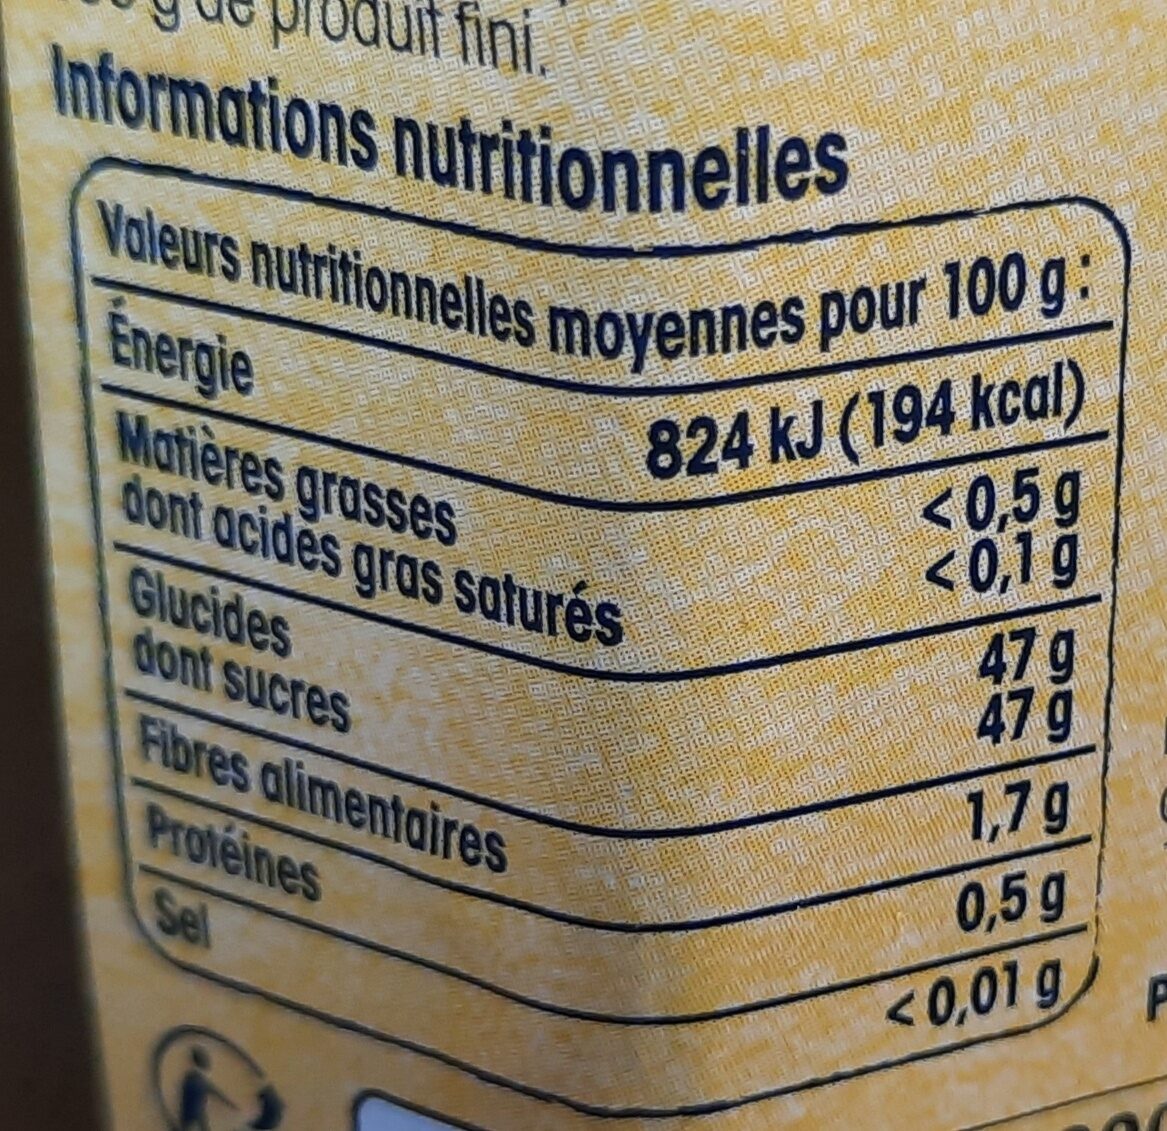 g de produit fini.
Informations nutritionnelles
Valeurs nutritionnelles moyennes pour 100 g :
Énergie 824 kJ (194 kcal)
Matières grasses <0,5 g
dont acides gras saturés <0,1 g
Glucides 47 g
dont sucres 47 g
Fibres alimentaires 1,7 g
Protéines 0,5 g
Sel <0,01 g
P